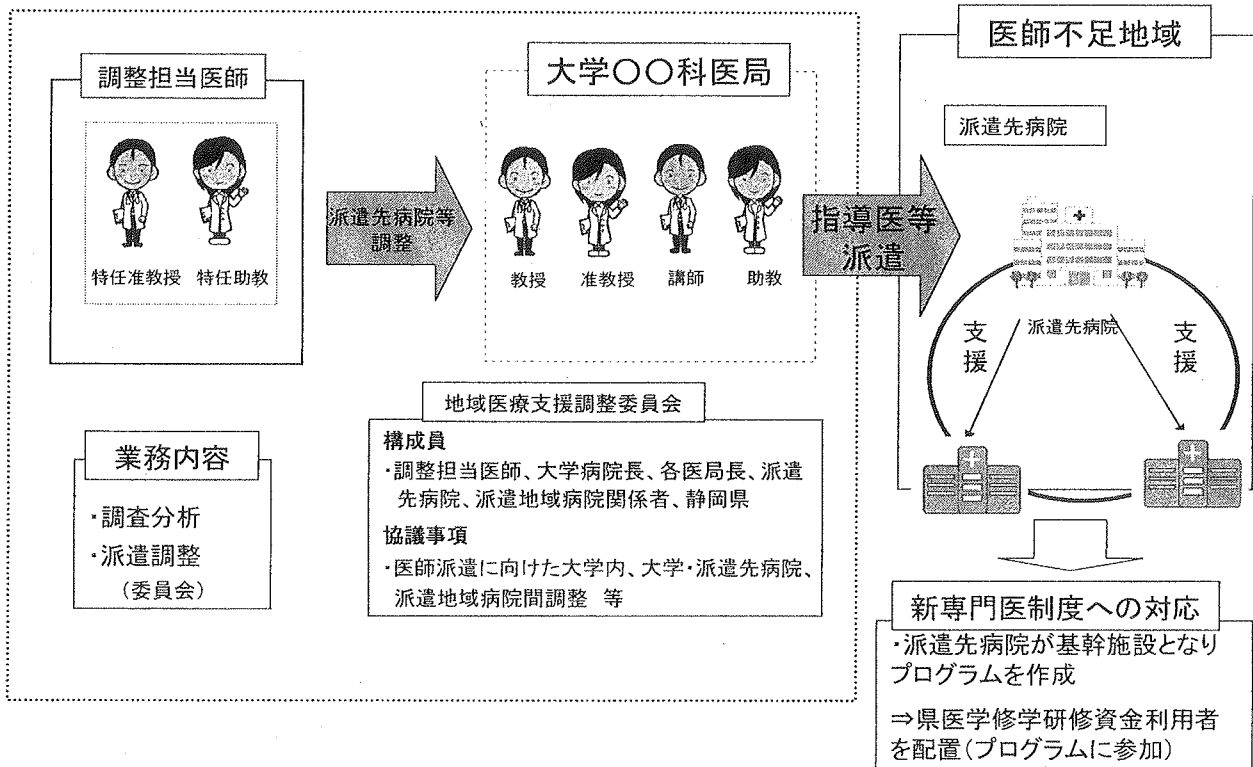 調整担当医師
特任准教授
特任助教
派遣先病院等
調整
大学〇〇科医局
教授
准教授
講師
助教
指導医等
派遣
医師不足地域
派遣先病院
派遣先病院
支援
支援
業務内容
・調査分析
・派遣調整
(委員会)
地域医療支援調整委員会
構成員
・調整担当医師、大学病院長、各医局長、派遣
先病院、派遣地域病院関係者、静岡県
協議事項
・医師派遣に向けた大学内、大学・派遣先病院、
派遣地域病院間調整 等
新専門医制度への対応
・派遣先病院が基幹施設となり
プログラムを作成
⇒県医学修学研修資金利用者
を配置(プログラムに参加)